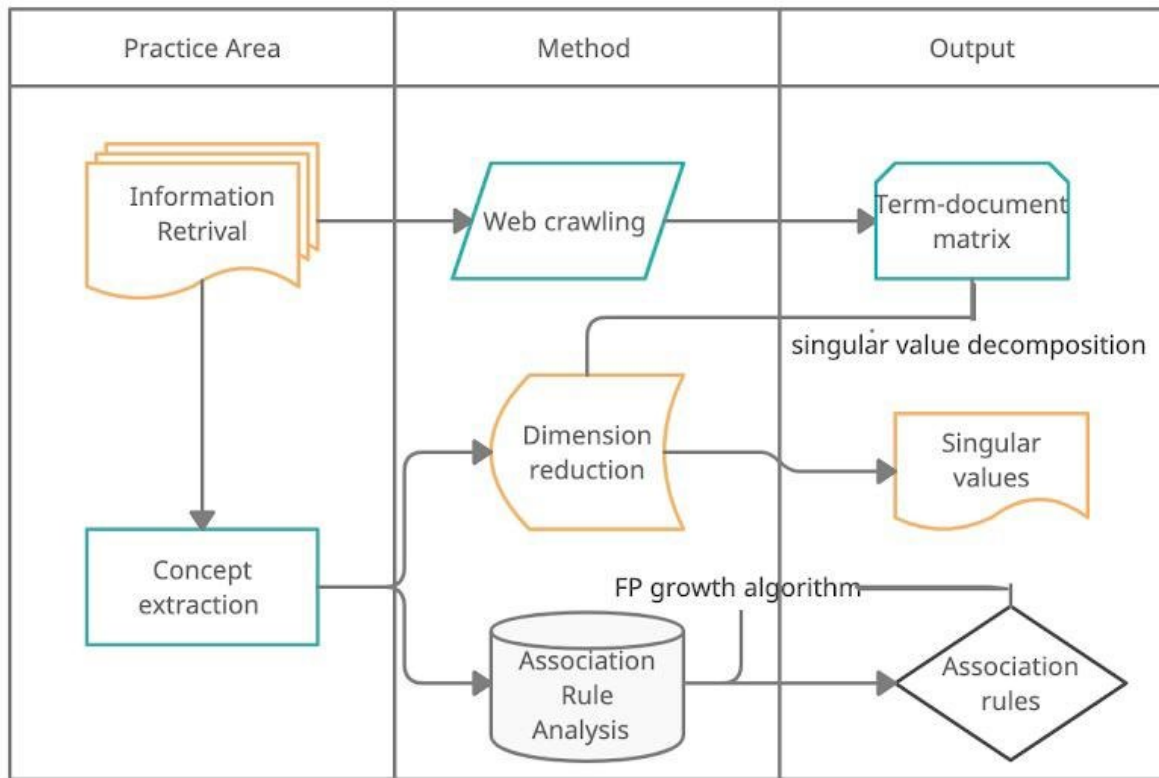 Practice Area
Method
Output
Information
Retrival
Web crawling
Term-document
matrix
singular value decomposition
Dimension
reduction
Singular
values
Concept
extraction
FP growth algorithm
Association
Rule
Analysis
Association
rules